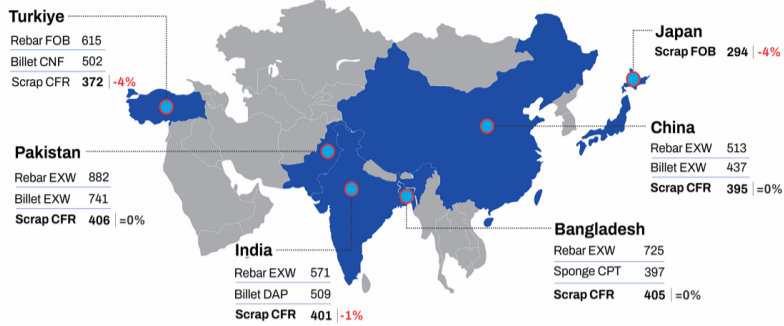 Turkiye
Rebar FOB 615
Billet CNF 502
Scrap CFR 372 -4%
Japan
Scrap FOB 294 -4%
China
Rebar EXW 513
Billet EXW 437
Scrap CFR 395 =0%
Pakistan
Rebar EXW 882
Billet EXW 741
Scrap CFR 406 =0%
Bangladesh
Rebar EXW 725
Sponge CPT 397
Scrap CFR 405 =0%
India
Rebar EXW 571
Billet DAP 509
Scrap CFR 401 -1%